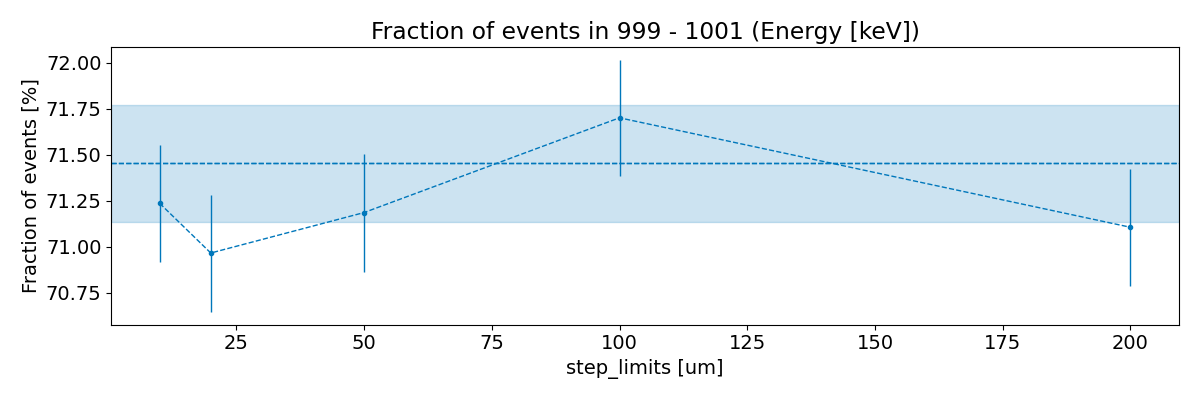 Fraction of events in 999 - 1001 (Energy [keV])
Fraction of events [%]
72.00
71.75
71.50
71.25
71.00
70.75
25 50 75 100 125 150 175 200
step_limits [um]